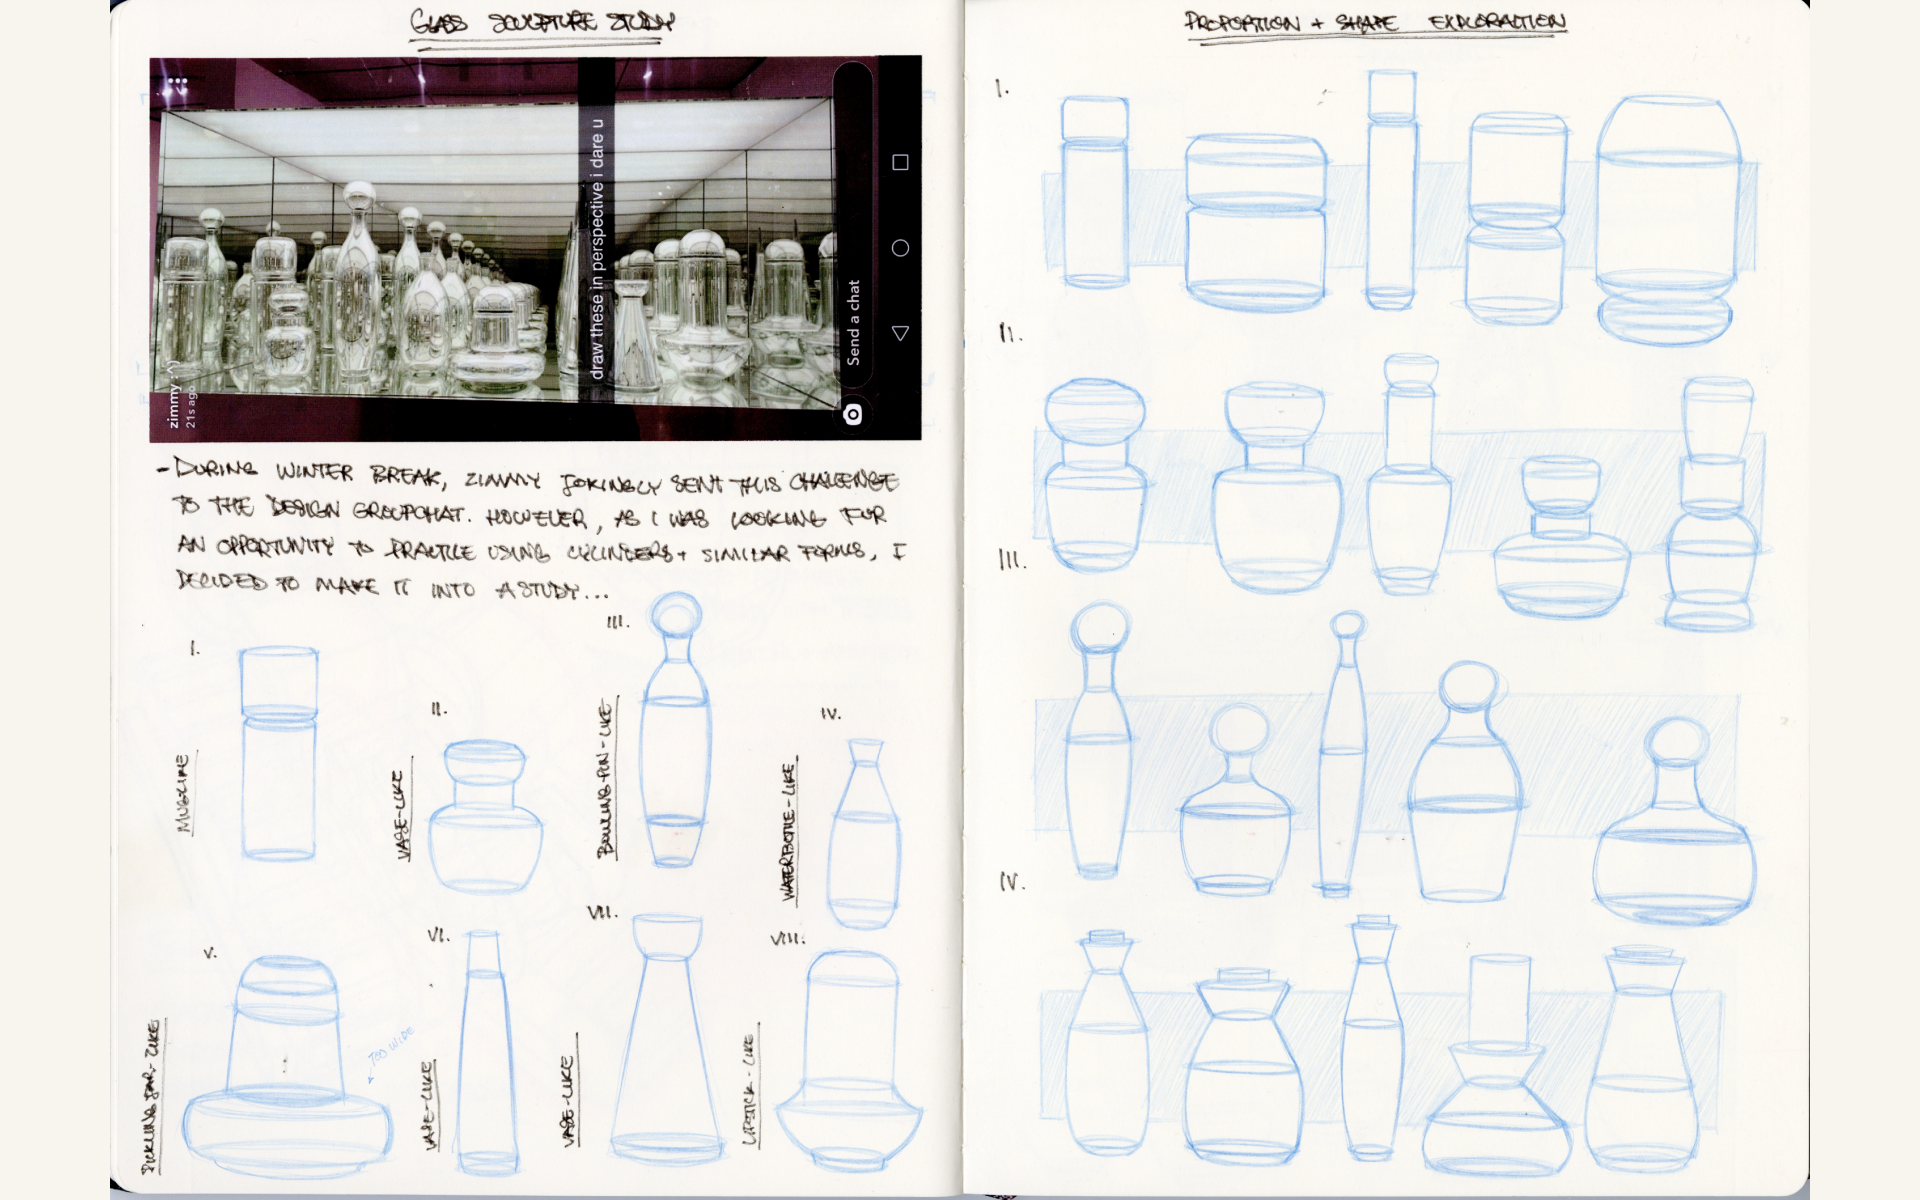 GLASS SCULPTURE STUDY
zimmy :^)
21s ago
draw these in perspective i dare u
Send a chat
- DURING WINTER BREAK, ZIMMY JOKINGLY SENT THIS CHALLENGE
TO THE DESIGN GROUPCHAT. HOWEVER, AS I WAS LOOKING FOR
AN OPPORTUNITY TO PRACTICE USING CYLINDERS + SIMILAR FORMS, I
DECIDED TO MAKE IT INTO A STUDY...
I.
MUG-LIKE
II.
VASE-LIKE
III.
BOWLING-PIN-LIKE
IV.
WATERBOTTLE-LIKE
V.
PICKLING JAR-LIKE
TOO WIDE
VI.
VASE-LIKE
VII.
VASE-LIKE
VIII.
LIPSTICK-LIKE
PROPORTION + SHAPE EXPLORATION
I.
II.
III.
IV.